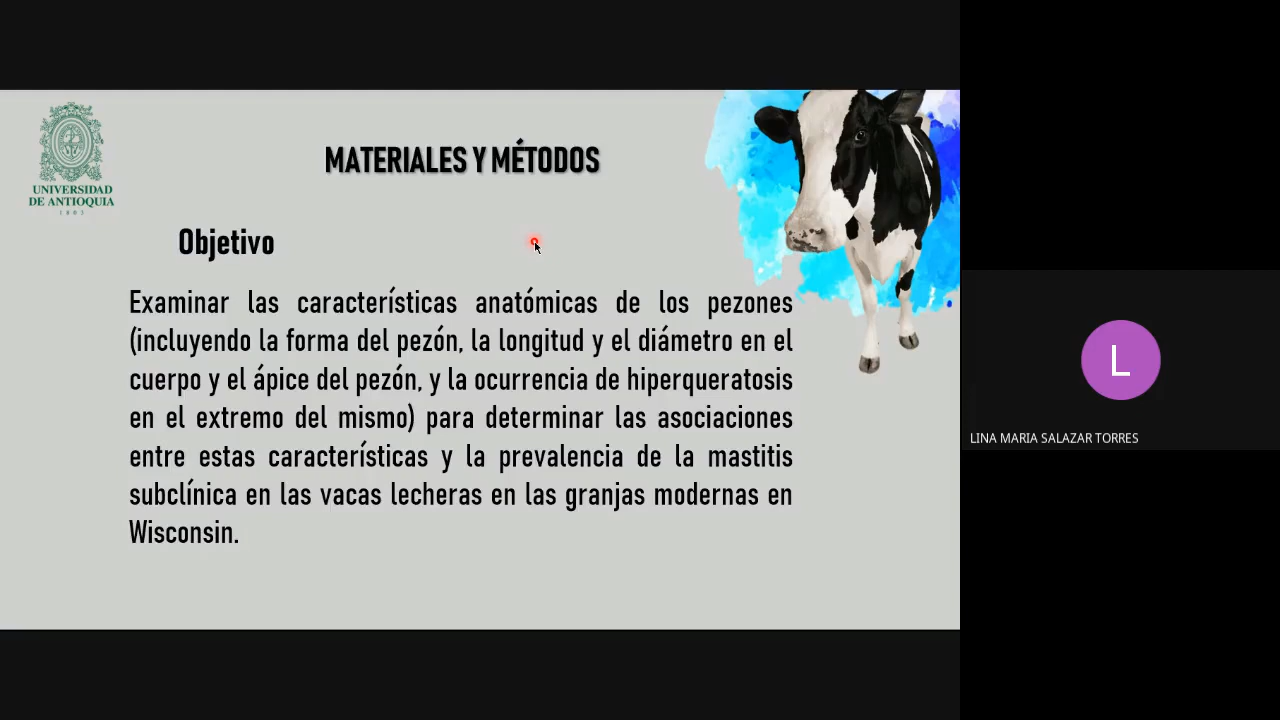 UNIVERSIDAD
DE ANTIOQUIA
1803
MATERIALES Y MÉTODOS
Objetivo
Examinar las características anatómicas de los pezones
(incluyendo la forma del pezón, la longitud y el diámetro en el
cuerpo y el ápice del pezón, y la ocurrencia de hiperqueratosis
en el extremo del mismo) para determinar las asociaciones
entre estas características y la prevalencia de la mastitis
subclínica en las vacas lecheras en las granjas modernas en
Wisconsin.
L
LINA MARIA SALAZAR TORRES